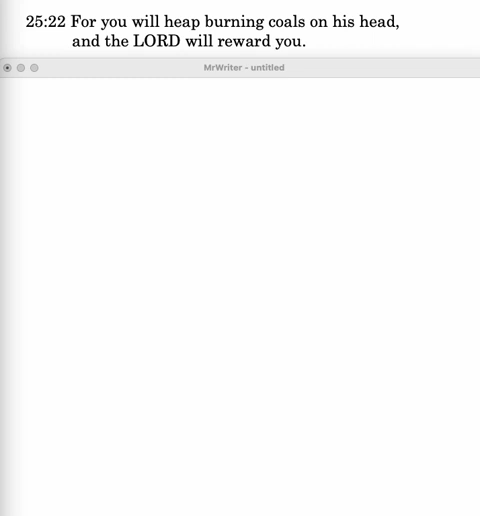 25:22 For you will heap burning coals on his head,
and the LORD will reward you.
MrWriter - untitled